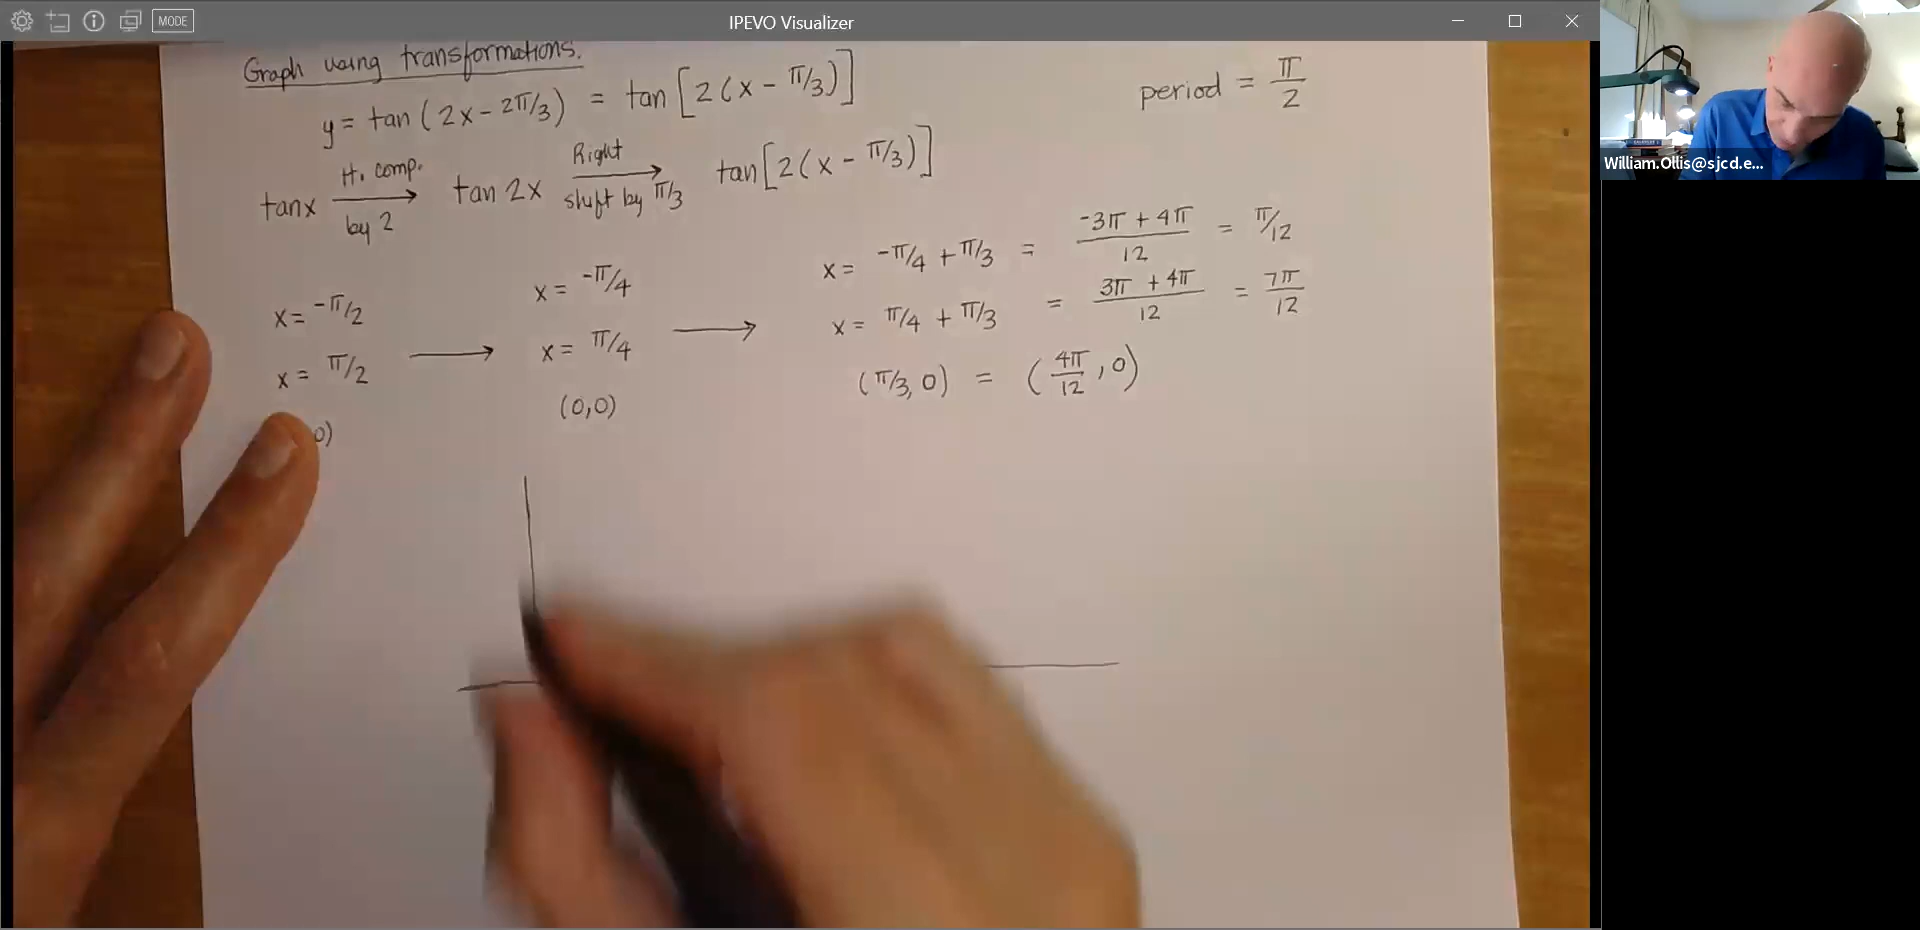 MODE
IPEVO Visualizer
William.Ollis@sjcd.e...
Graph using transformations.
y = tan (2x - 2π/3) = tan [2(x - π/3)]
period = π/2
tanx H. comp. by 2 → tan 2x Right shift by π/3 → tan [2(x - π/3)]
x = -π/2
x = π/2 →
0)
x = -π/4
x = π/4 →
(0,0)
x = -π/4 + π/3 = -3π + 4π / 12 = π/12
x = π/4 + π/3 = 3π + 4π / 12 = 7π/12
(π/3, 0) = (4π/12, 0)